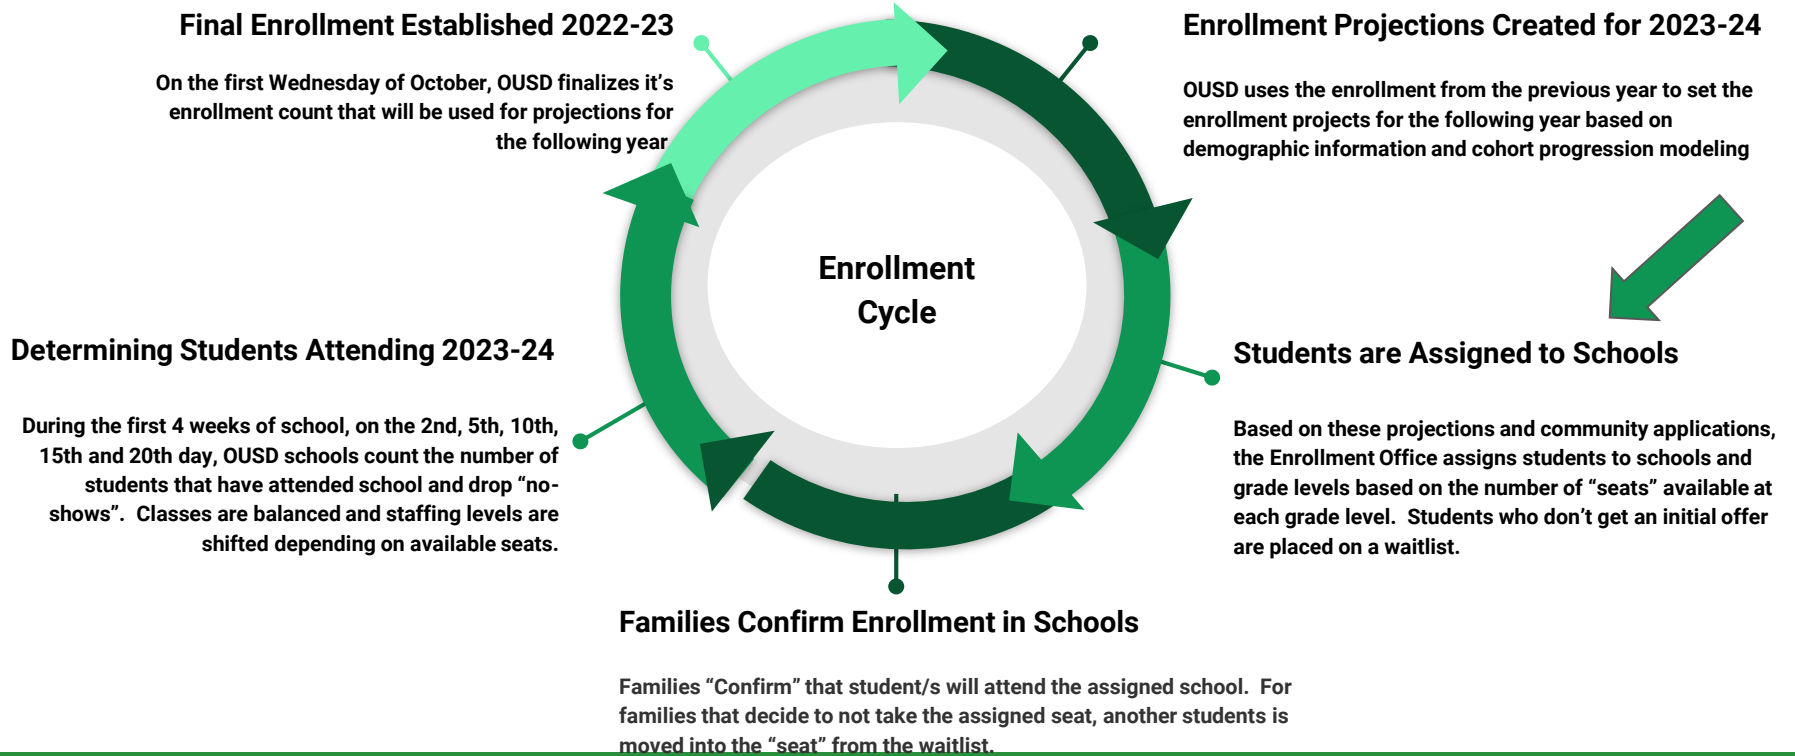 Final Enrollment Established 2022-23
On the first Wednesday of October, OUSD finalizes it's
enrollment count that will be used for projections for
the following year.
Enrollment Projections Created for 2023-24
OUSD uses the enrollment from the previous year to set the
enrollment projects for the following year based on
demographic information and cohort progression modeling
Enrollment
Cycle
Students are Assigned to Schools
Based on these projections and community applications,
the Enrollment Office assigns students to schools and
grade levels based on the number of “seats” available at
each grade level.  Students who don't get an initial offer
are placed on a waitlist.
Families Confirm Enrollment in Schools
Families “Confirm” that student/s will attend the assigned school.  For
families that decide to not take the assigned seat, another students is
moved into the “seat” from the waitlist.
Determining Students Attending 2023-24
During the first 4 weeks of school, on the 2nd, 5th, 10th,
15th and 20th day, OUSD schools count the number of
students that have attended school and drop “no-
shows”.  Classes are balanced and staffing levels are
shifted depending on available seats.